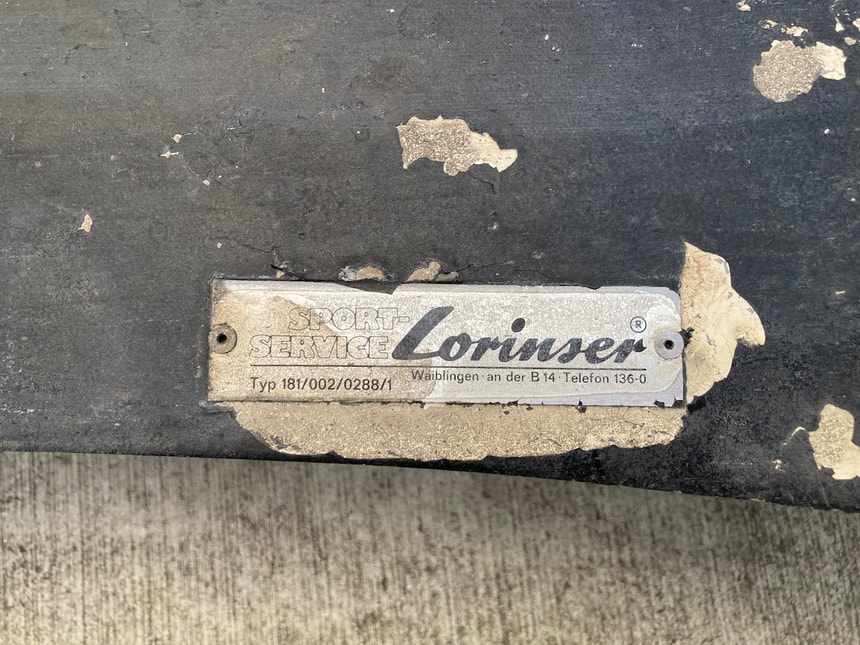 SPORT-
SERVICE Lorinser ®
Waiblingen · an der B 14 · Telefon 136-0
Typ 181/002/0288/1